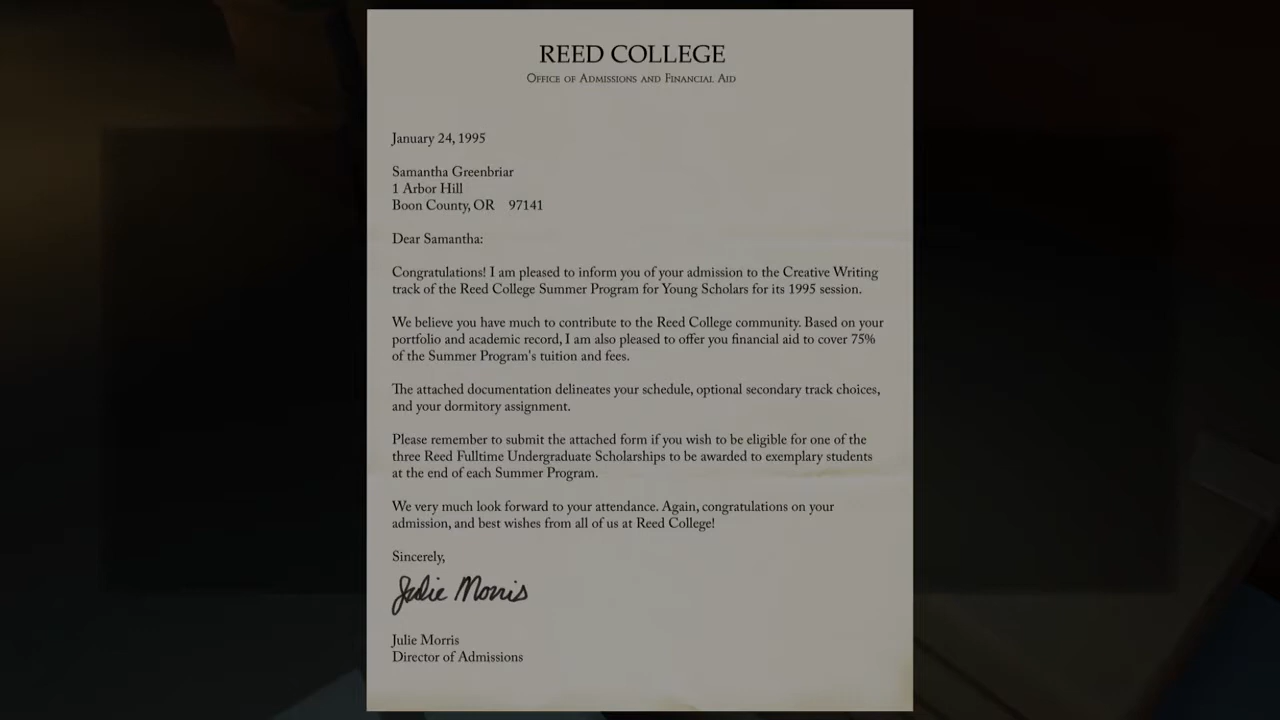 REED COLLEGE
Office of Admissions and Financial Aid
January 24, 1995
Samantha Greenbriar
1 Arbor Hill
Boon County, OR 97141
Dear Samantha:
Congratulations! I am pleased to inform you of your admission to the Creative Writing
track of the Reed College Summer Program for Young Scholars for its 1995 session.
We believe you have much to contribute to the Reed College community. Based on your
portfolio and academic record, I am also pleased to offer you financial aid to cover 75%
of the Summer Program's tuition and fees.
The attached documentation delineates your schedule, optional secondary track choices,
and your dormitory assignment.
Please remember to submit the attached form if you wish to be eligible for one of the
three Reed Fulltime Undergraduate Scholarships to be awarded to exemplary students
at the end of each Summer Program.
We very much look forward to your attendance. Again, congratulations on your
admission, and best wishes from all of us at Reed College!
Sincerely,
Julie Morris
Julie Morris
Director of Admissions